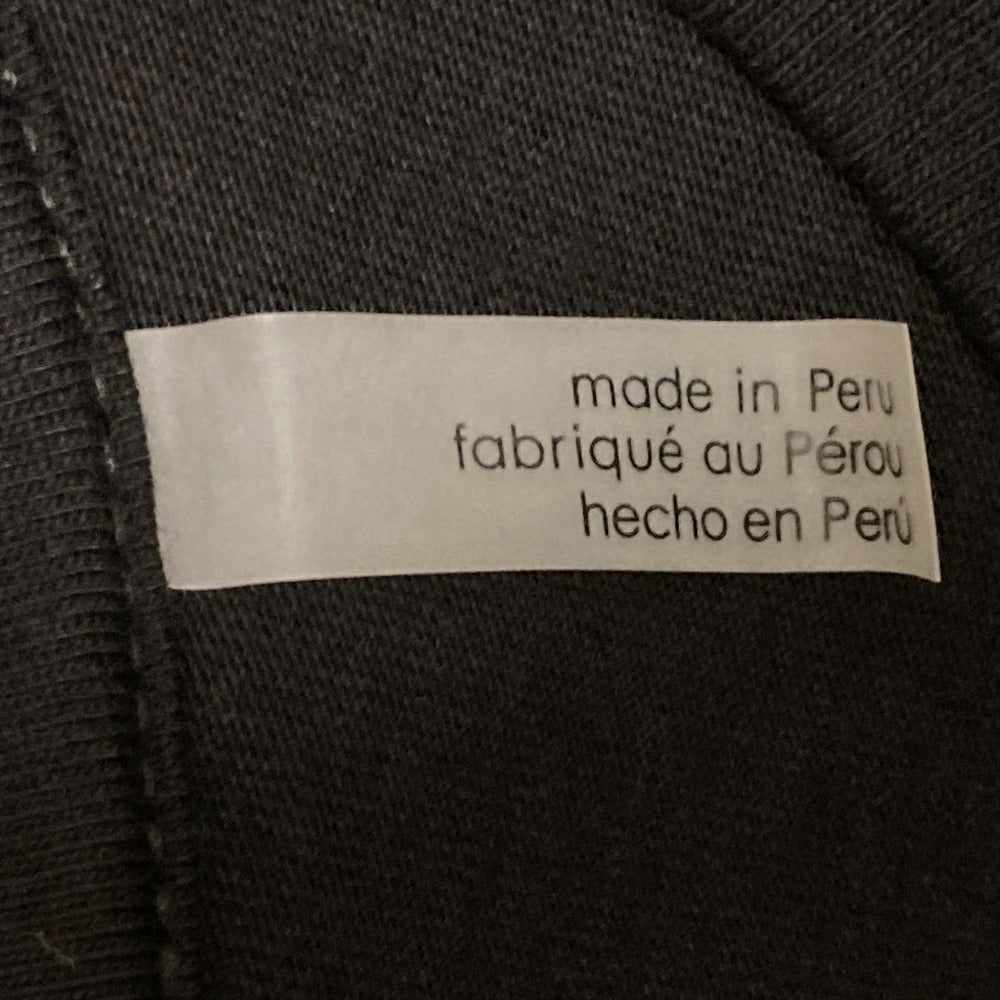 made in Peru
fabriqué au Pérou
hecho en Perú